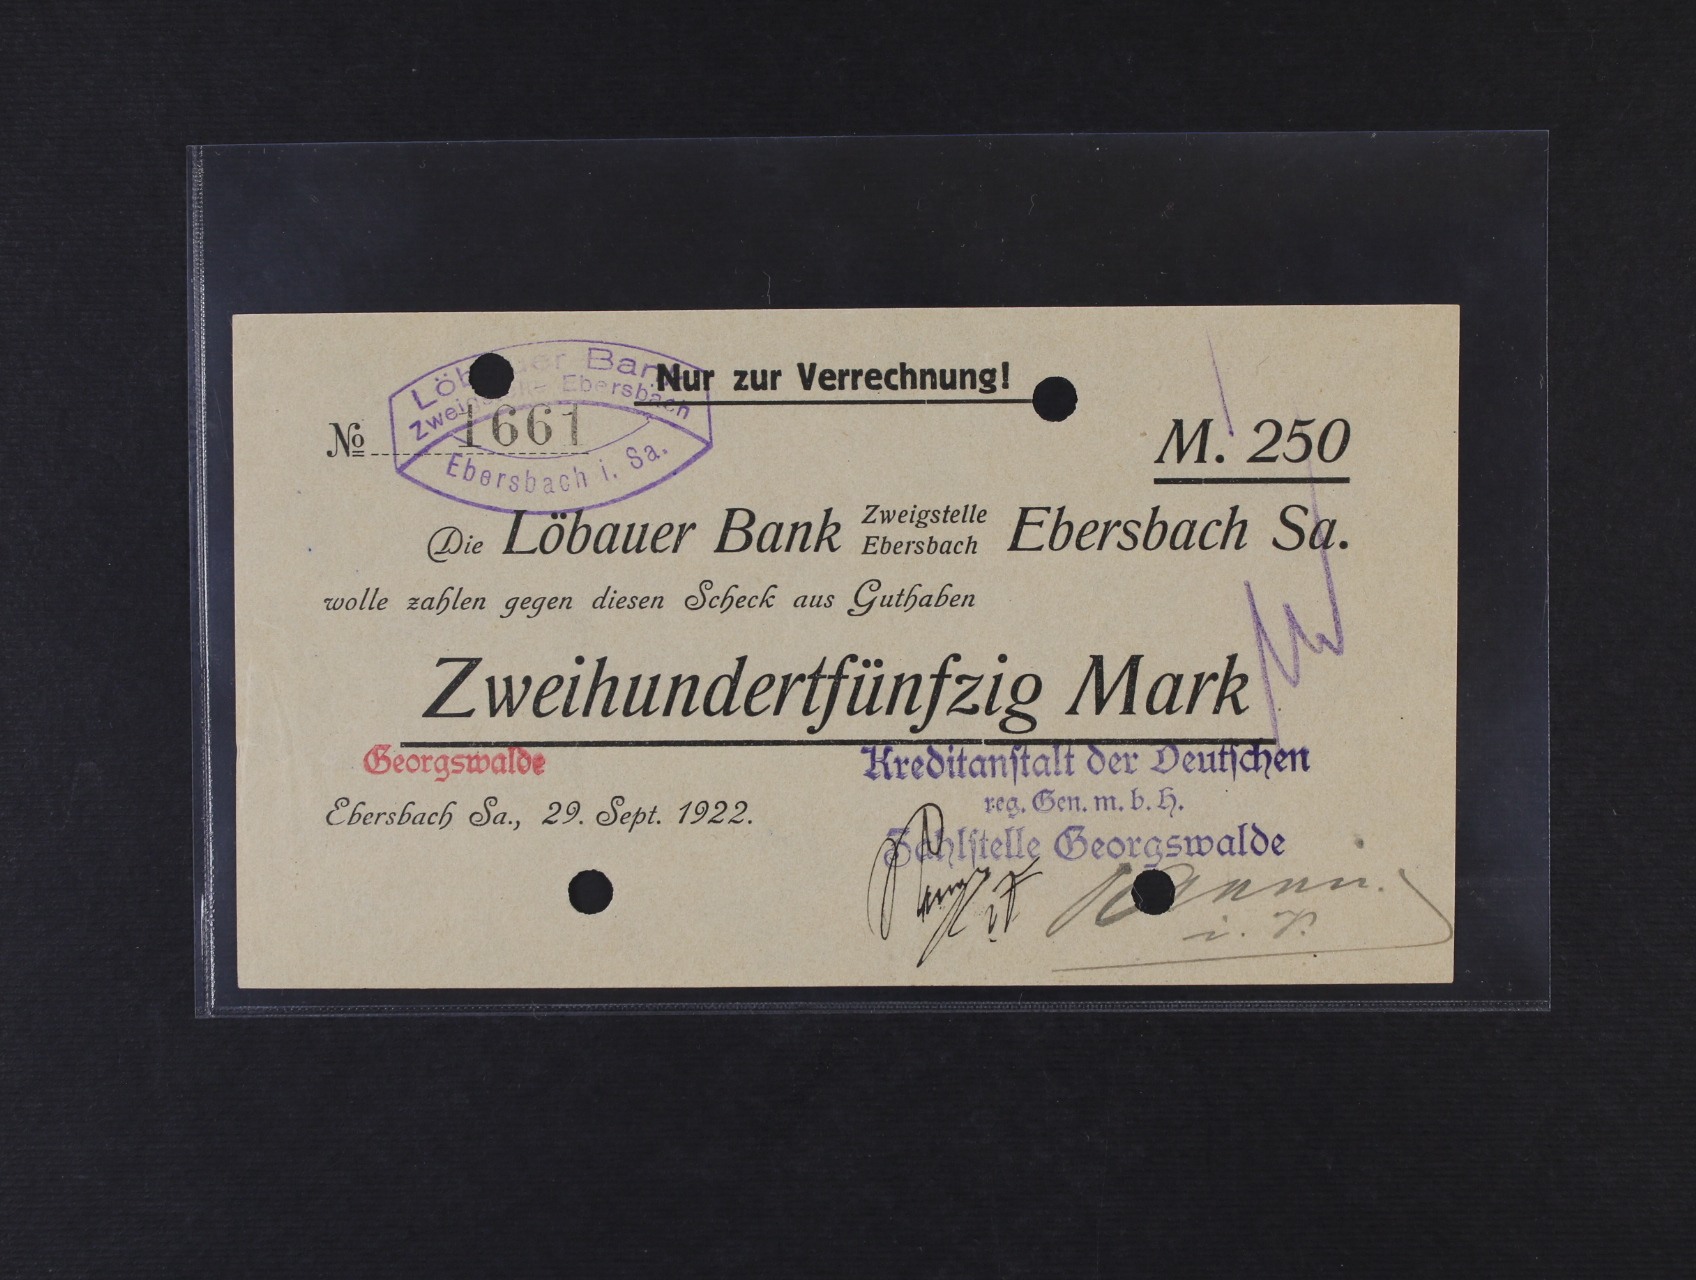 Löbauer Bank
Zweigstelle Ebersbach
Ebersbach i. Sa.
Nur zur Verrechnung!
No 1661
M. 250
Die Löbauer Bank Zweigstelle Ebersbach Ebersbach Sa.
wolle zahlen gegen diesen Scheck aus Guthaben
Zweihundertfünfzig Mark
Georgswalde
Kreditanstalt der Deutschen
reg. Gen. m. b. H.
Zahlstelle Georgswalde
Ebersbach Sa., 29. Sept. 1922.